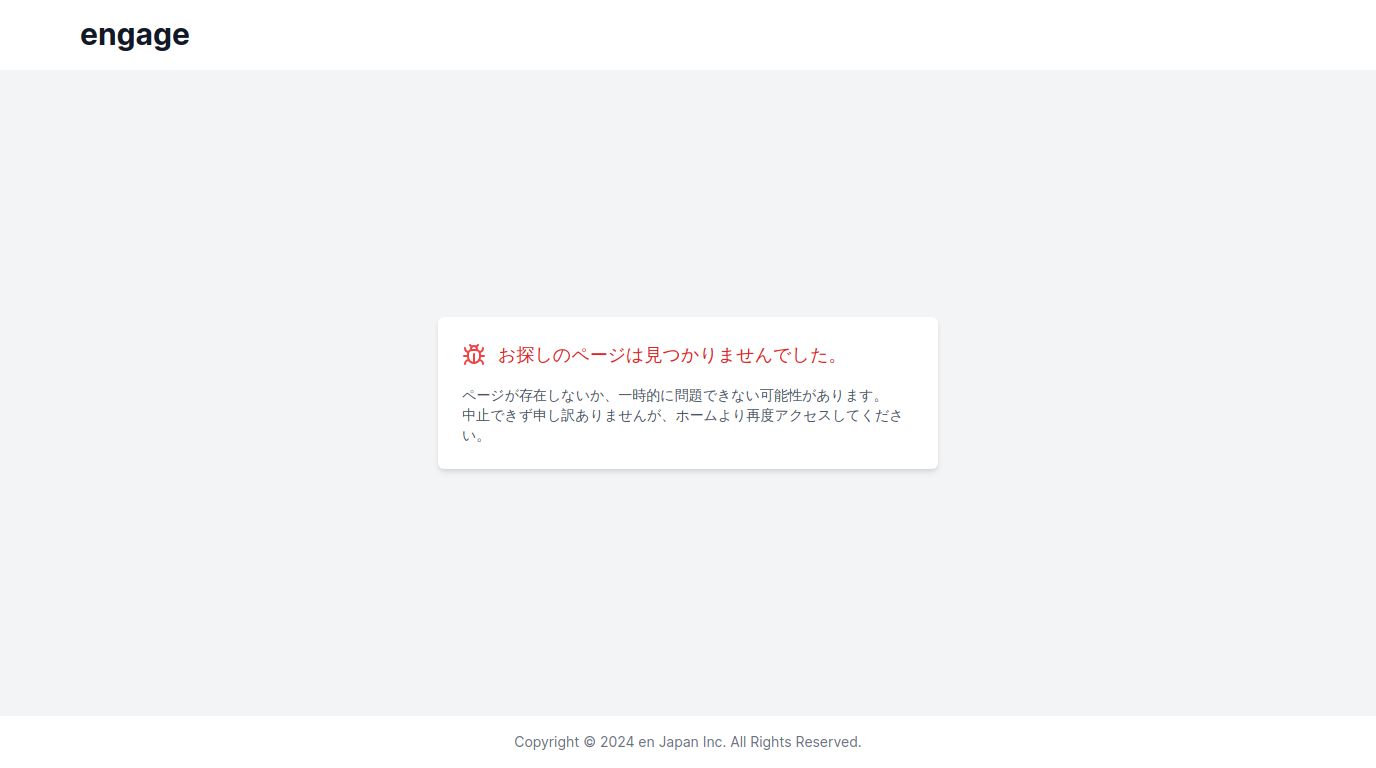 engage
お探しのページは見つかりませんでした。
ページが存在しないか、一時的に問題できない可能性があります。
中止できず申し訳ありませんが、ホームより再度アクセスしてくださ
い。
Copyright © 2024 en Japan Inc. All Rights Reserved.